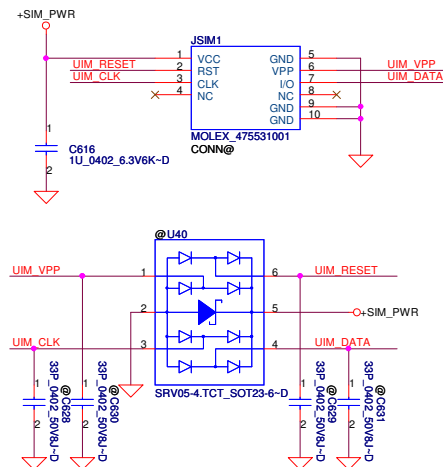 +SIM_PWR
JSIM1
UIM_RESET
UIM_CLK
1 VCC GND 5
2 RST VPP 6
3 CLK I/O 7
4 NC NC 8
GND 9
GND 10
UIM_VPP
UIM_DATA
MOLEX_475531001
CONN@
1
2
C616
1U_0402_6.3V6K~D
@U40
UIM_VPP 1 6 UIM_RESET
2 5 +SIM_PWR
UIM_CLK 3 4 UIM_DATA
SRV05-4.TCT_SOT23-6~D
1
2
33P_0402_50V8J~D
@C628
1
2
33P_0402_50V8J~D
@C630
1
2
33P_0402_50V8J~D
@C629
1
2
33P_0402_50V8J~D
@C631